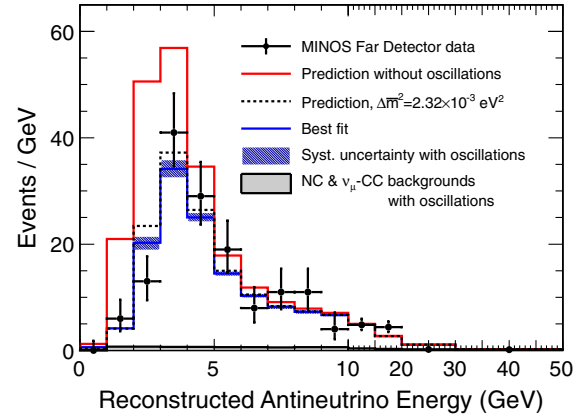 60
40
20
0
Events / GeV
MINOS Far Detector data
Prediction without oscillations
Prediction, Δm̅²=2.32×10⁻³ eV²
Best fit
Syst. uncertainty with oscillations
NC & νμ-CC backgrounds
with oscillations
0 5 10 20 30 40 50
Reconstructed Antineutrino Energy (GeV)